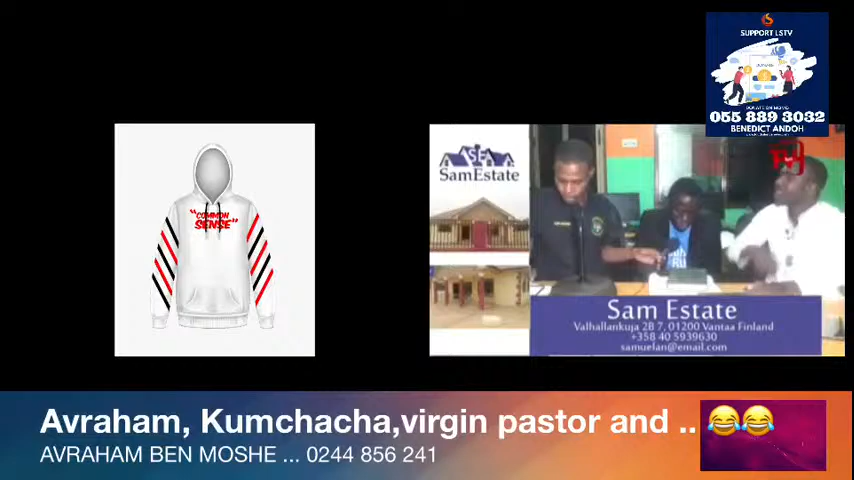 SUPPORT LSTV
055 889 3032
BENEDICT ANDOH
"COMMON
SENSE"
SE
SamEstate
Sam Estate
Valhallankuja 2B 7, 01200 Vantaa Finland
+358 40 5939630
samuelan@email.com
Avraham, Kumchacha,virgin pastor and ..
AVRAHAM BEN MOSHE ... 0244 856 241